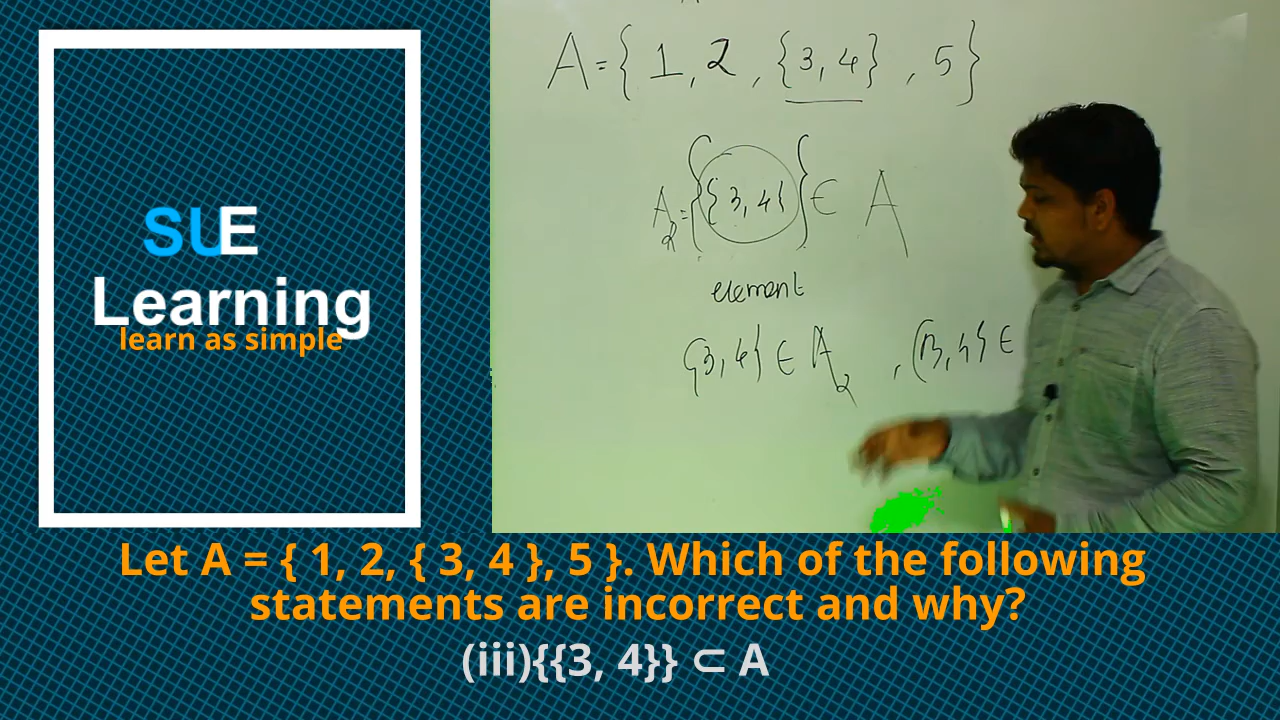 SUE
Learning
learn as simple
A = { 1, 2, {3, 4}, 5 }
A₂ = {{3, 4}} ∈ A
element
{3, 4} ∈ A₂ , {3, 4} ∈
Let A = { 1, 2, { 3, 4 }, 5 }. Which of the following
statements are incorrect and why?
(iii){{3, 4}} ⊂ A